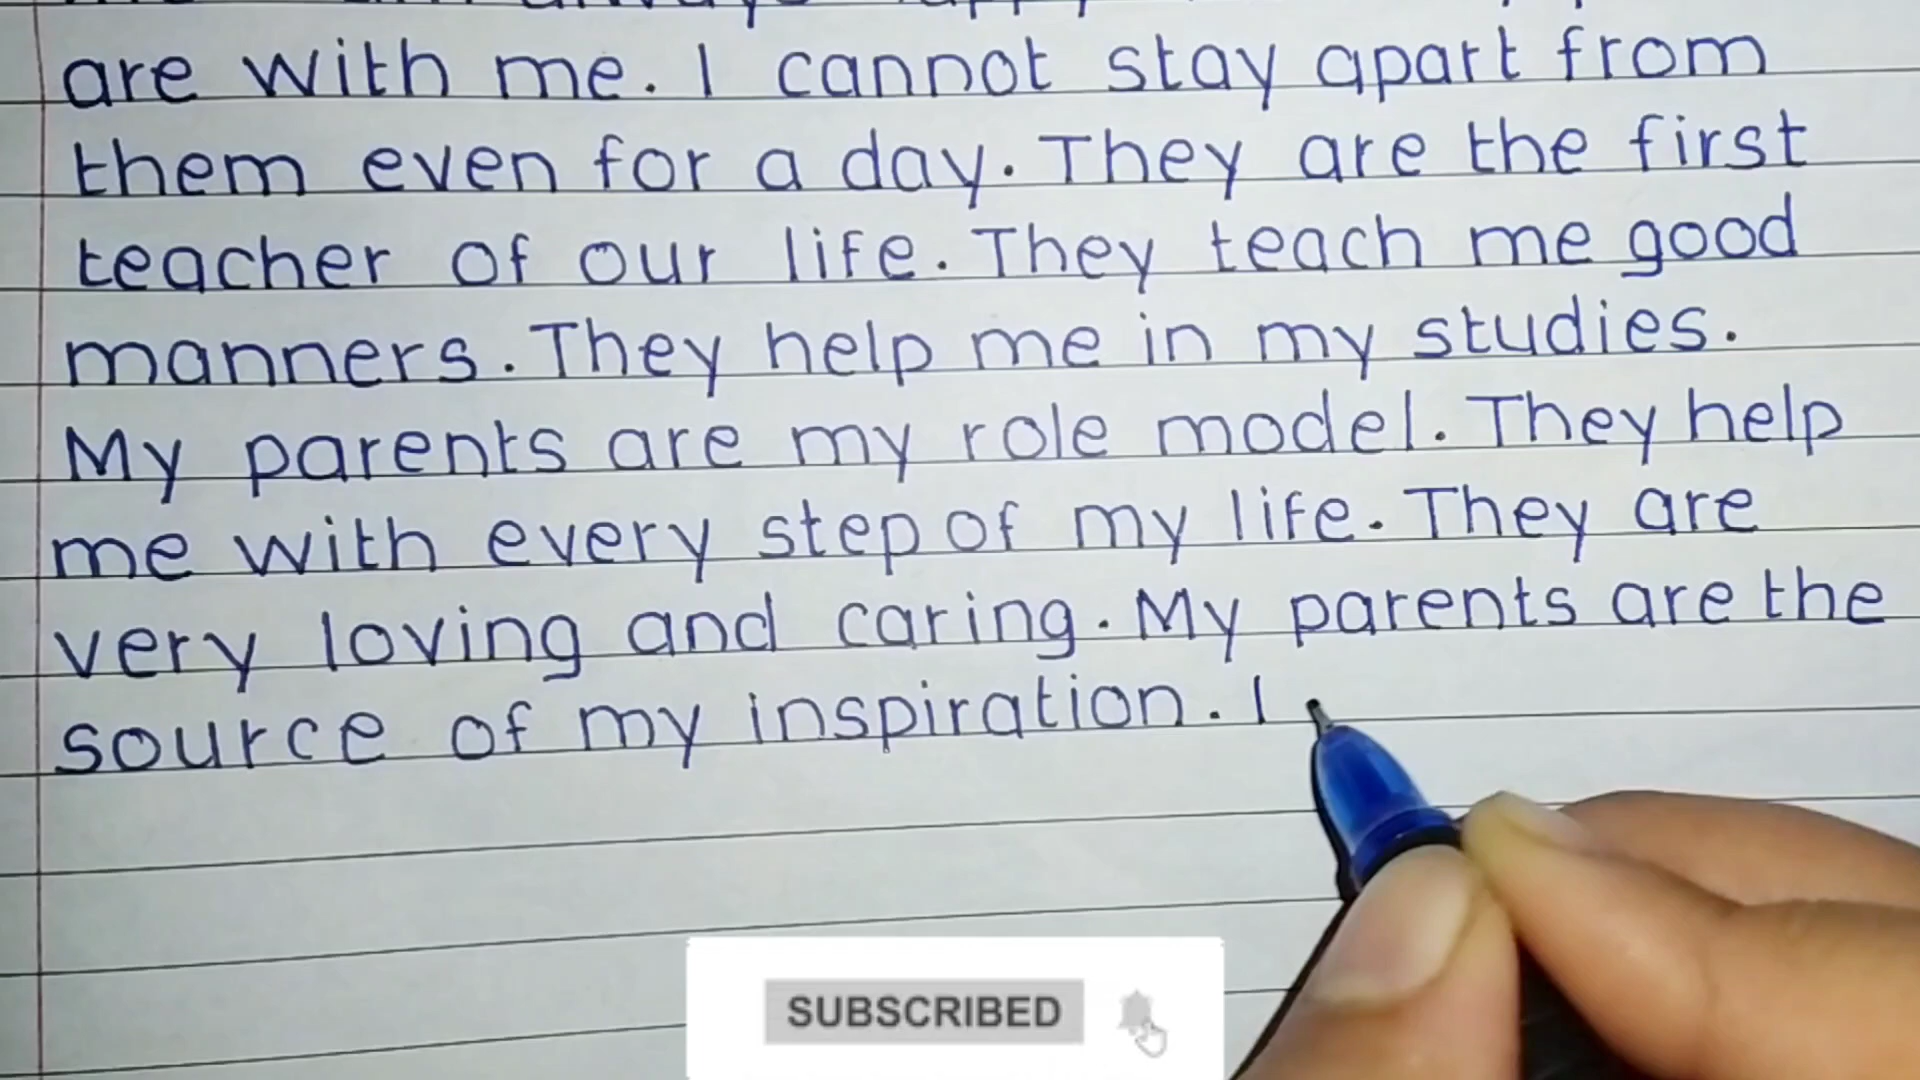 are with me. I cannot stay apart from
them even for a day. They are the first
teacher of our life. They teach me good
manners. They help me in my studies.
My parents are my role model. They help
me with every step of my life. They are
very loving and caring. My parents are the
source of my inspiration. I
SUBSCRIBED